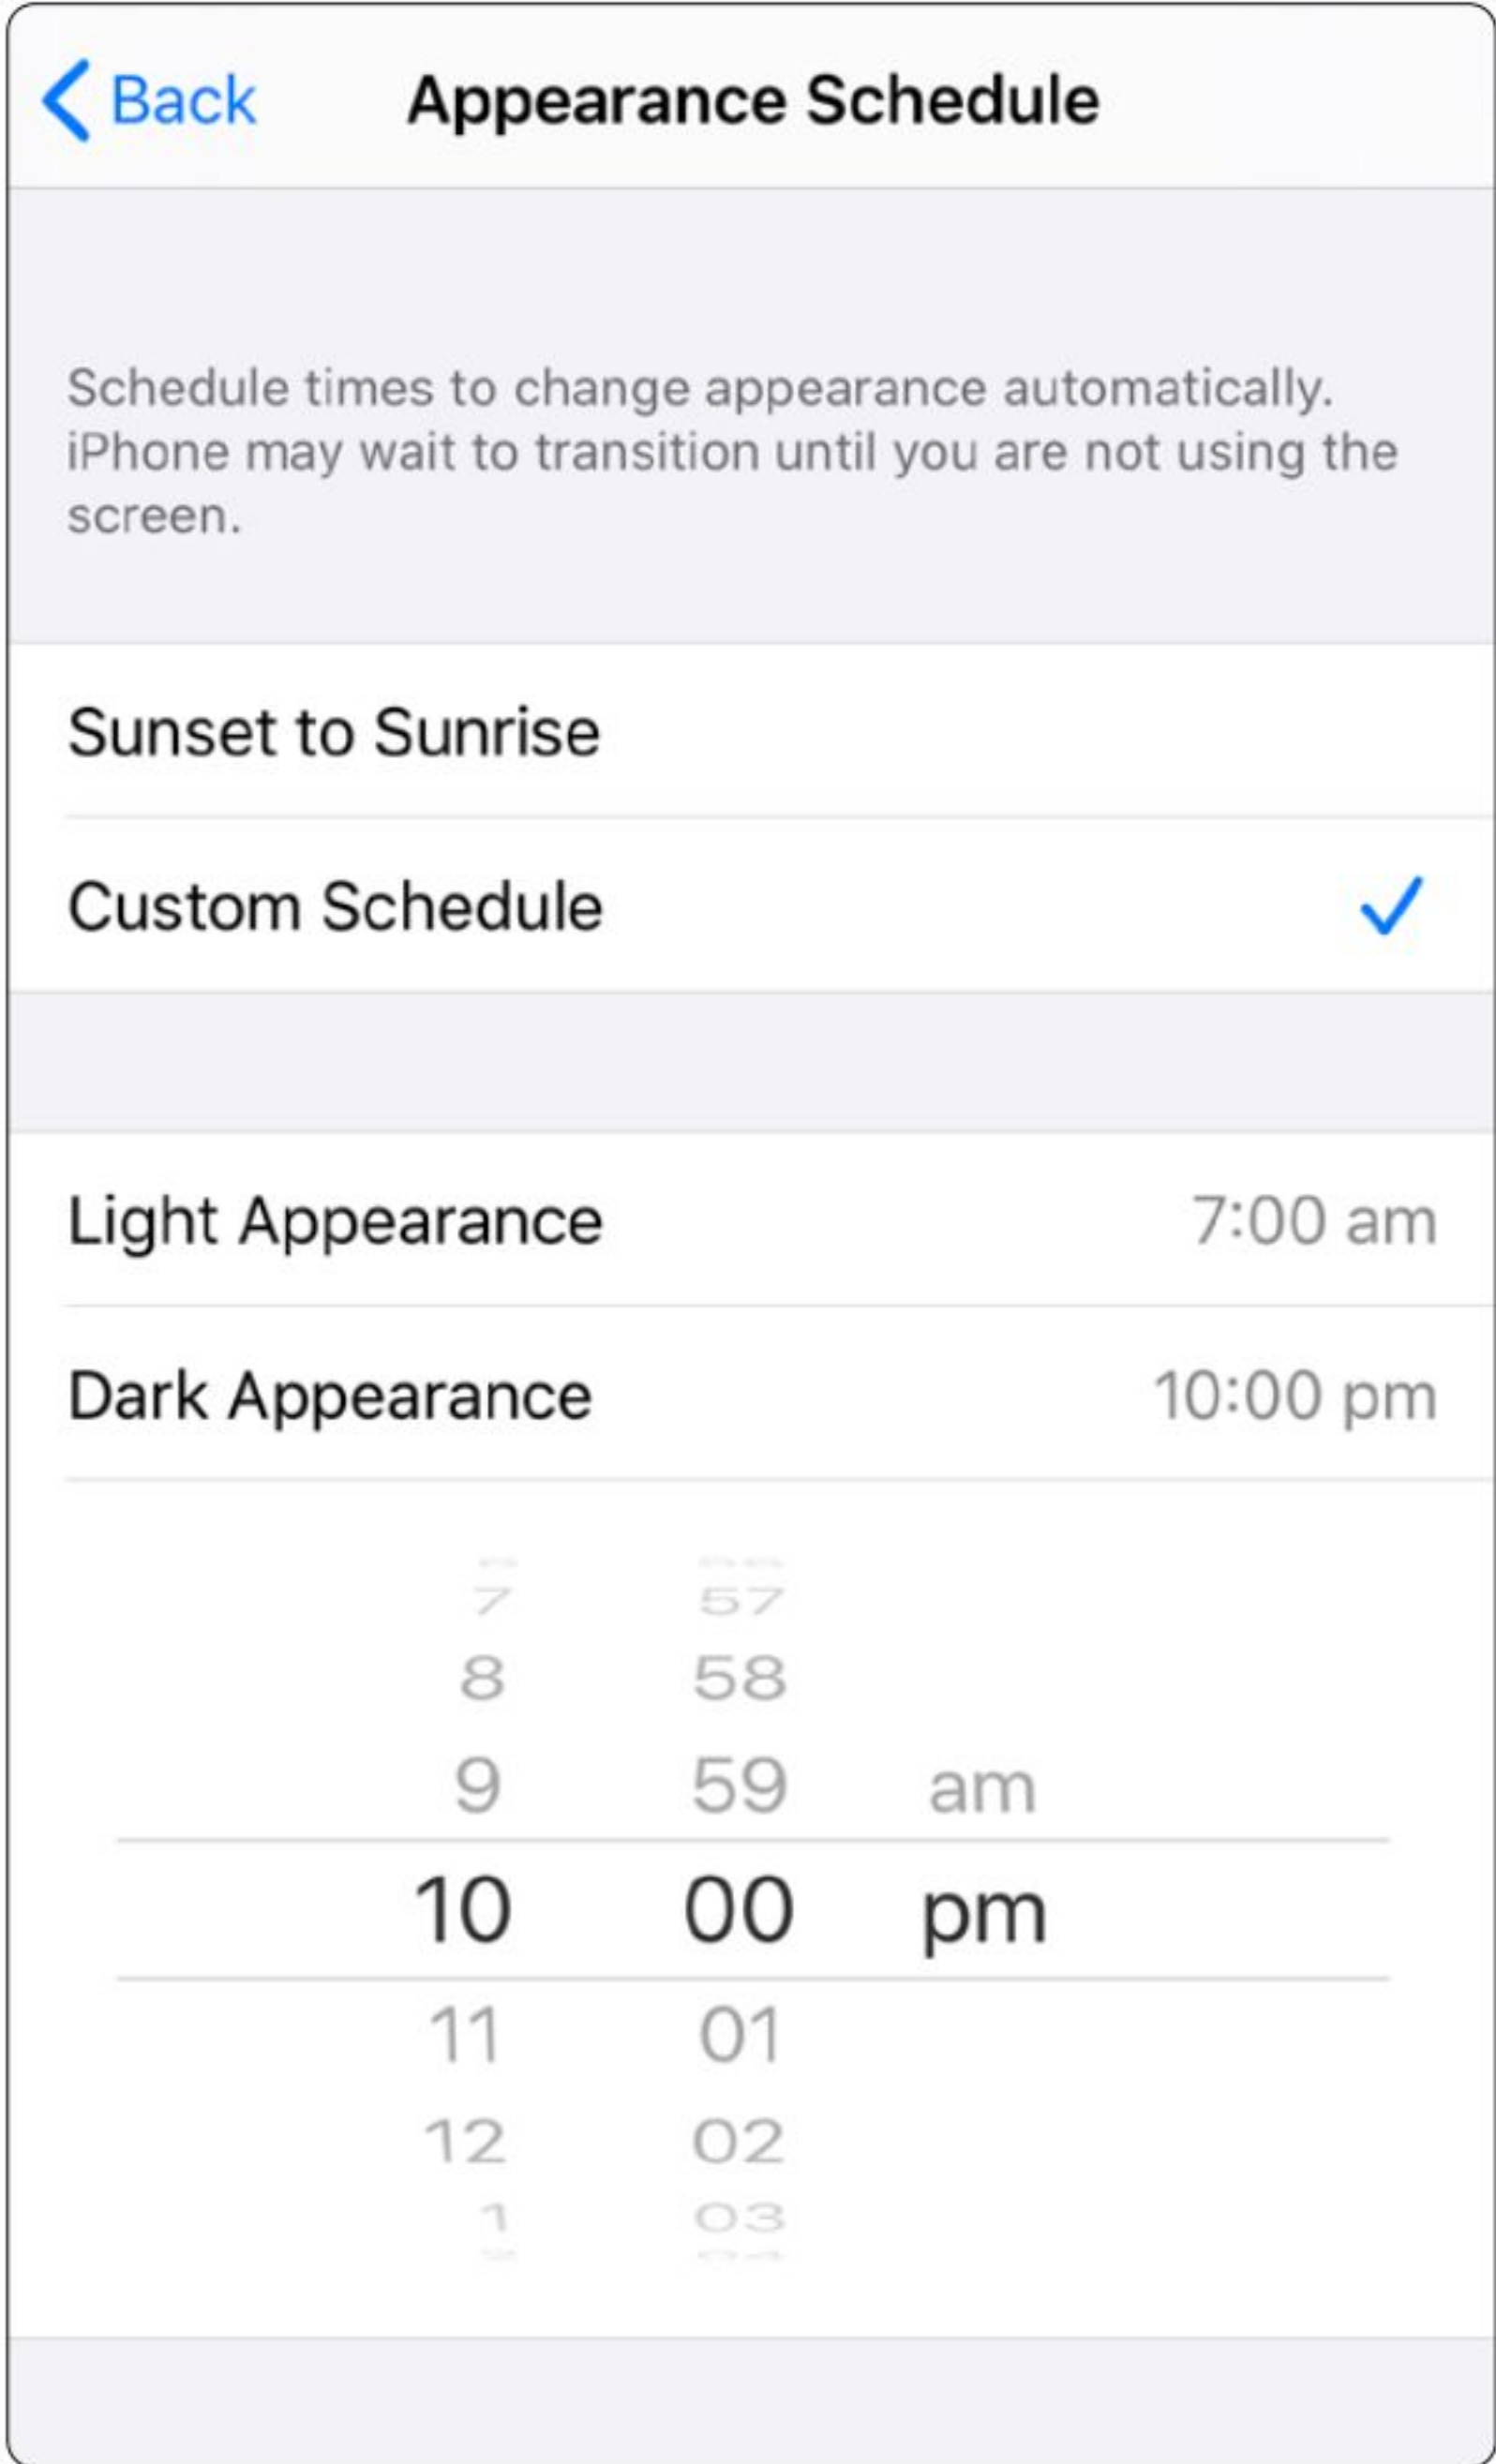 Back
Appearance Schedule
Schedule times to change appearance automatically.
iPhone may wait to transition until you are not using the
screen.
Sunset to Sunrise
Custom Schedule
Light Appearance 7:00 am
Dark Appearance 10:00 pm
7 57
8 58
9 59 am
10 00 pm
11 01
12 02
1 03